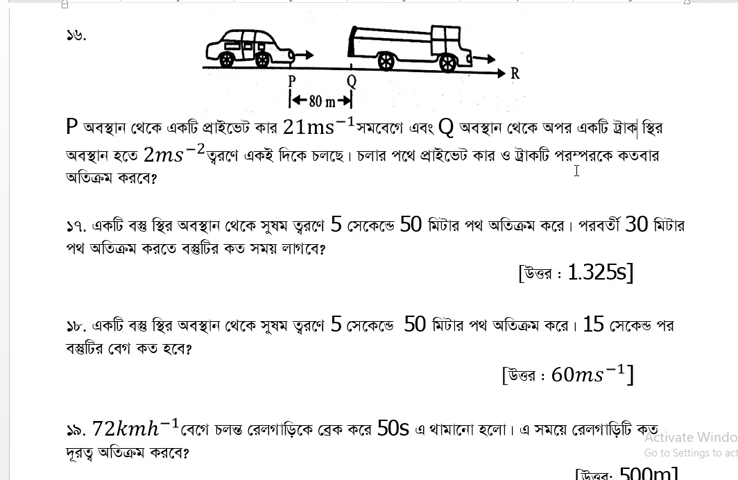 ১৬.
P
Q
R
80 m
P অবস্থান থেকে একটি প্রাইভেট কার 21ms⁻¹সমবেগে এবং Q অবস্থান থেকে অপর একটি ট্রাক স্থির
অবস্থান হতে 2ms⁻²ত্বরণে একই দিকে চলছে। চলার পথে প্রাইভেট কার ও ট্রাকটি পরস্পরকে কতবার
অতিক্রম করবে?
১৭. একটি বস্তু স্থির অবস্থান থেকে সুষম ত্বরণে 5 সেকেন্ডে 50 মিটার পথ অতিক্রম করে। পরবর্তী 30 মিটার
পথ অতিক্রম করতে বস্তুটির কত সময় লাগবে?
[উত্তর : 1.325s]
১৮. একটি বস্তু স্থির অবস্থান থেকে সুষম ত্বরণে 5 সেকেন্ডে 50 মিটার পথ অতিক্রম করে। 15 সেকেন্ড পর
বস্তুটির বেগ কত হবে?
[উত্তর : 60ms⁻¹]
১৯. 72kmh⁻¹বেগে চলন্ত রেলগাড়িকে ব্রেক করে 50s এ থামানো হলো। এ সময়ে রেলগাড়িটি কত
দূরত্ব অতিক্রম করবে?
Activate Windo
Go to Settings to act
[উত্তর: 500m]